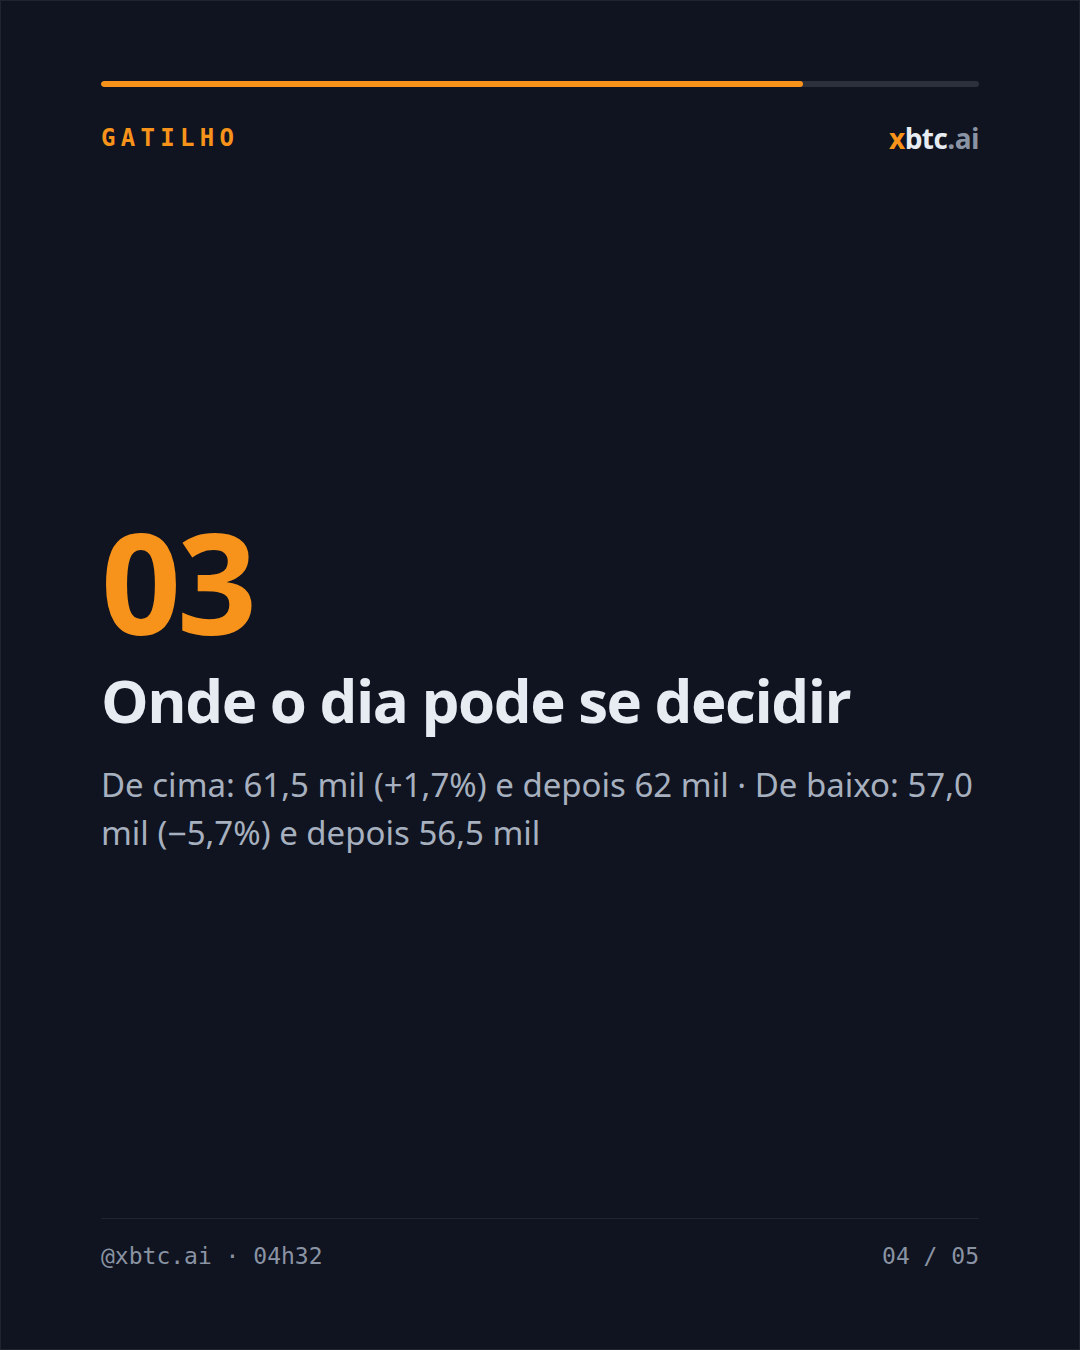 GATILHO
xbtc.ai
03
Onde o dia pode se decidir
De cima: 61,5 mil (+1,7%) e depois 62 mil · De baixo: 57,0
mil (−5,7%) e depois 56,5 mil
@xbtc.ai · 04h32
04 / 05